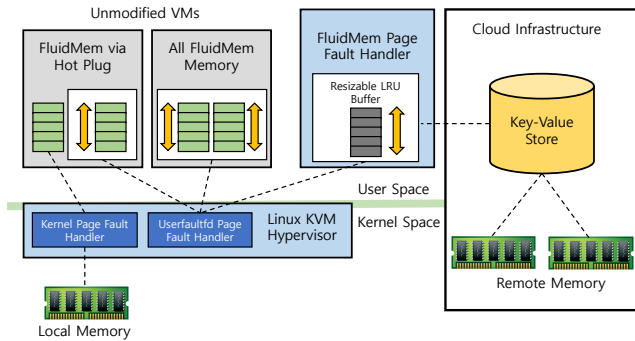 Unmodified VMs
FluidMem via
Hot Plug
All FluidMem
Memory
FluidMem Page
Fault Handler
Resizable LRU
Buffer
Cloud Infrastructure
Key-Value
Store
User Space
Kernel Space
Kernel Page Fault
Handler
Userfaultfd Page
Fault Handler
Linux KVM
Hypervisor
Local Memory
Remote Memory